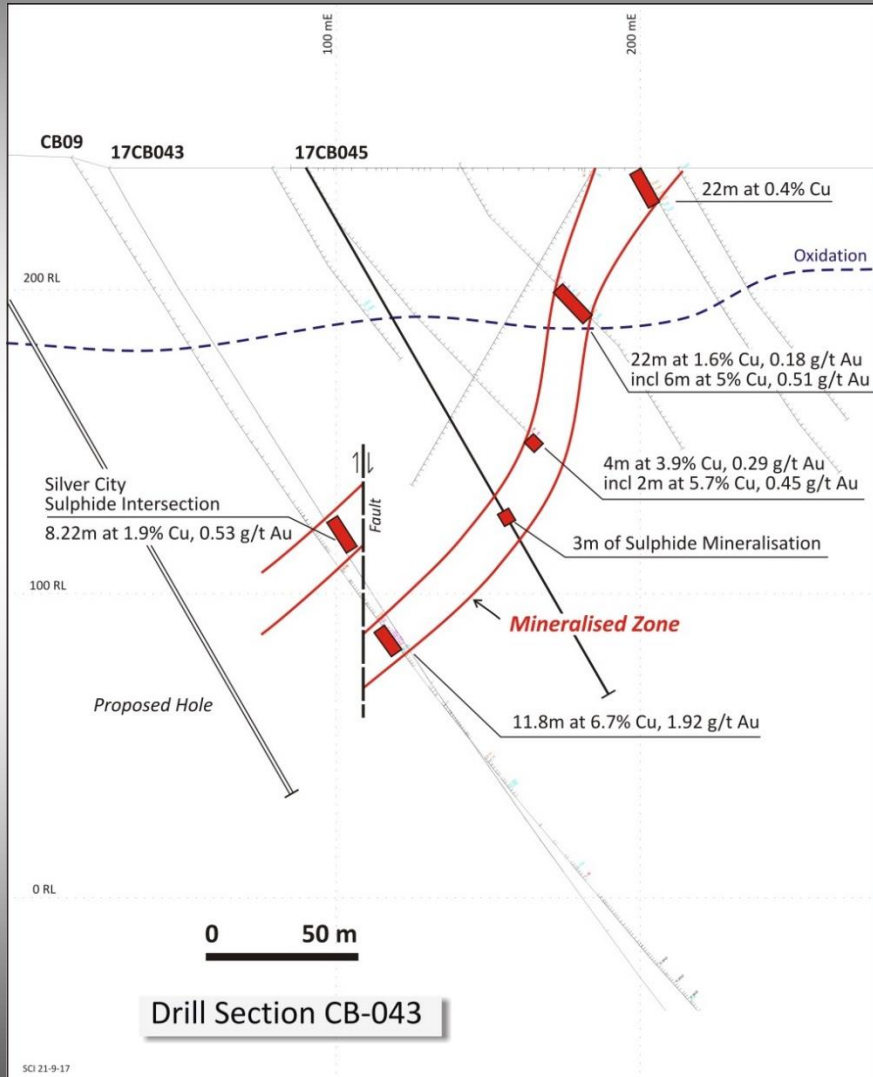 100 mE
200 mE
CB09
17CB043
17CB045
22m at 0.4% Cu
Oxidation
200 RL
22m at 1.6% Cu, 0.18 g/t Au
incl 6m at 5% Cu, 0.51 g/t Au
4m at 3.9% Cu, 0.29 g/t Au
incl 2m at 5.7% Cu, 0.45 g/t Au
Silver City
Sulphide Intersection
8.22m at 1.9% Cu, 0.53 g/t Au
Fault
3m of Sulphide Mineralisation
100 RL
Mineralised Zone
Proposed Hole
11.8m at 6.7% Cu, 1.92 g/t Au
0 RL
0 50 m
Drill Section CB-043
SCI 21-9-17